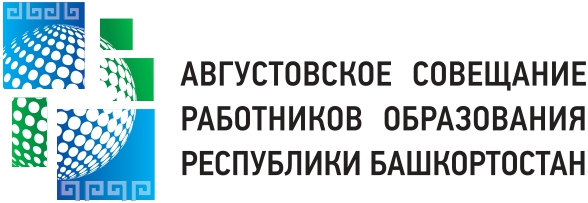 АВГУСТОВСКОЕ СОВЕЩАНИЕ
РАБОТНИКОВ ОБРАЗОВАНИЯ
РЕСПУБЛИКИ БАШКОРТОСТАН